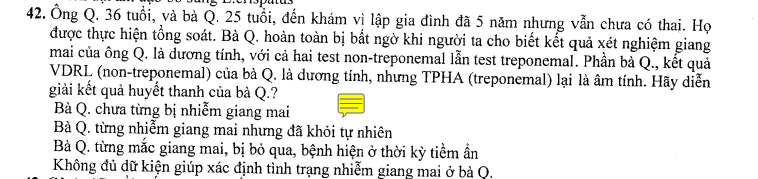 42. Ông Q. 36 tuổi, và bà Q. 25 tuổi, đến khám vì lập gia đình đã 5 năm nhưng vẫn chưa có thai. Họ
được thực hiện tổng soát. Bà Q. hoàn toàn bị bất ngờ khi người ta cho biết kết quả xét nghiệm giang
mai của ông Q. là dương tính, với cả hai test non-treponemal lẫn test treponemal. Phần bà Q., kết quả
VDRL (non-treponemal) của bà Q. là dương tính, nhưng TPHA (treponemal) lại là âm tính. Hãy diễn
giải kết quả huyết thanh của bà Q.?
Bà Q. chưa từng bị nhiễm giang mai
Bà Q. từng nhiễm giang mai nhưng đã khỏi tự nhiên
Bà Q. từng mắc giang mai, bị bỏ qua, bệnh hiện ở thời kỳ tiềm ẩn
Không đủ dữ kiện giúp xác định tình trạng nhiễm giang mai ở bà Q.